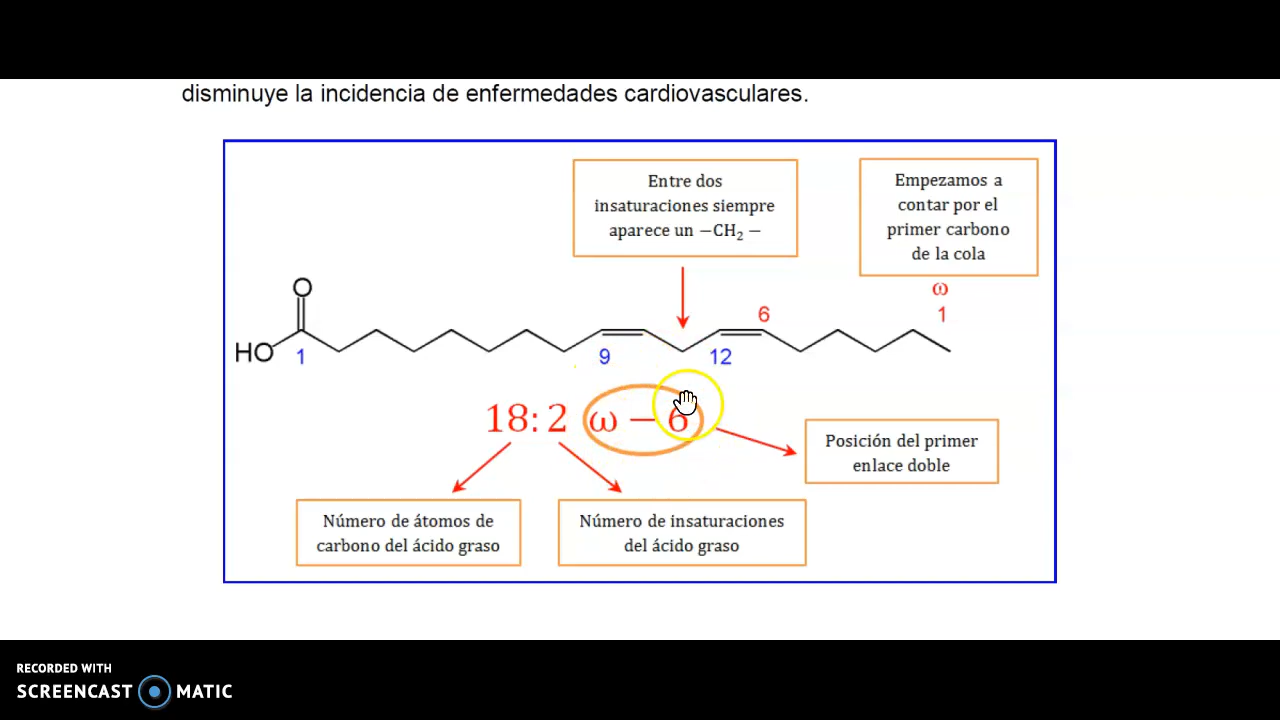 disminuye la incidencia de enfermedades cardiovasculares.
Entre dos
insaturaciones siempre
aparece un −CH₂ −
Empezamos a
contar por el
primer carbono
de la cola
ω
O
6
1
HO
1
9
12
18: 2 ω − 6
Posición del primer
enlace doble
Número de átomos de
carbono del ácido graso
Número de insaturaciones
del ácido graso
RECORDED WITH
SCREENCAST MATIC